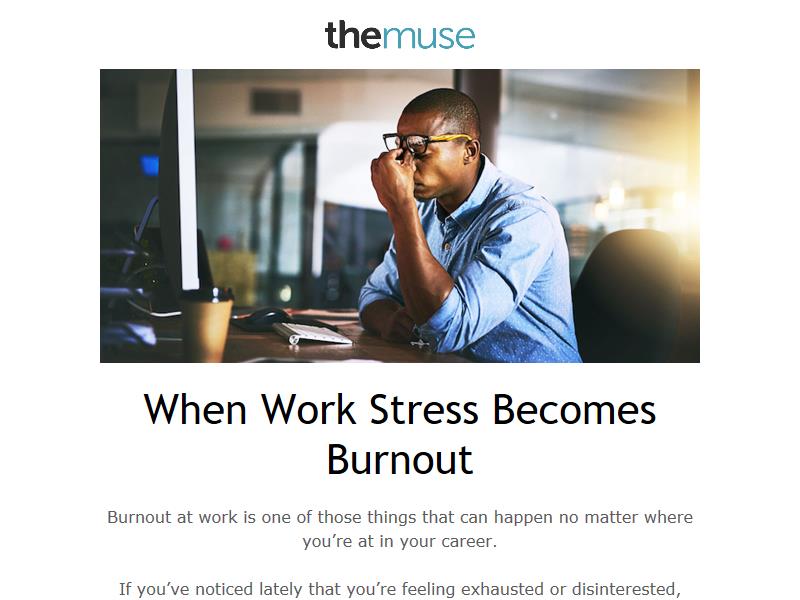 themuse
When Work Stress Becomes
Burnout
Burnout at work is one of those things that can happen no matter where
you’re at in your career.
If you’ve noticed lately that you’re feeling exhausted or disinterested,